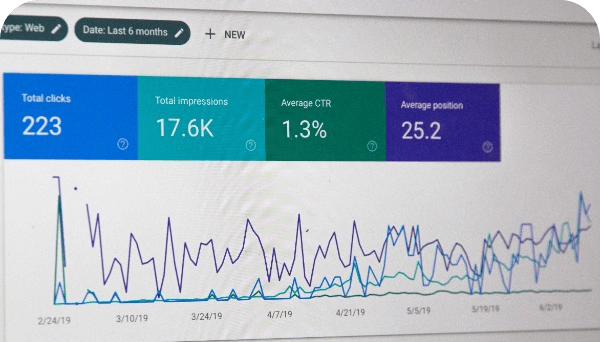 type: Web
Date: Last 6 months
+ NEW
Total clicks
223
Total impressions
17.6K
Average CTR
1.3%
Average position
25.2
2/24/19
3/10/19
3/24/19
4/7/19
4/21/19
5/5/19
5/19/19
6/2/19